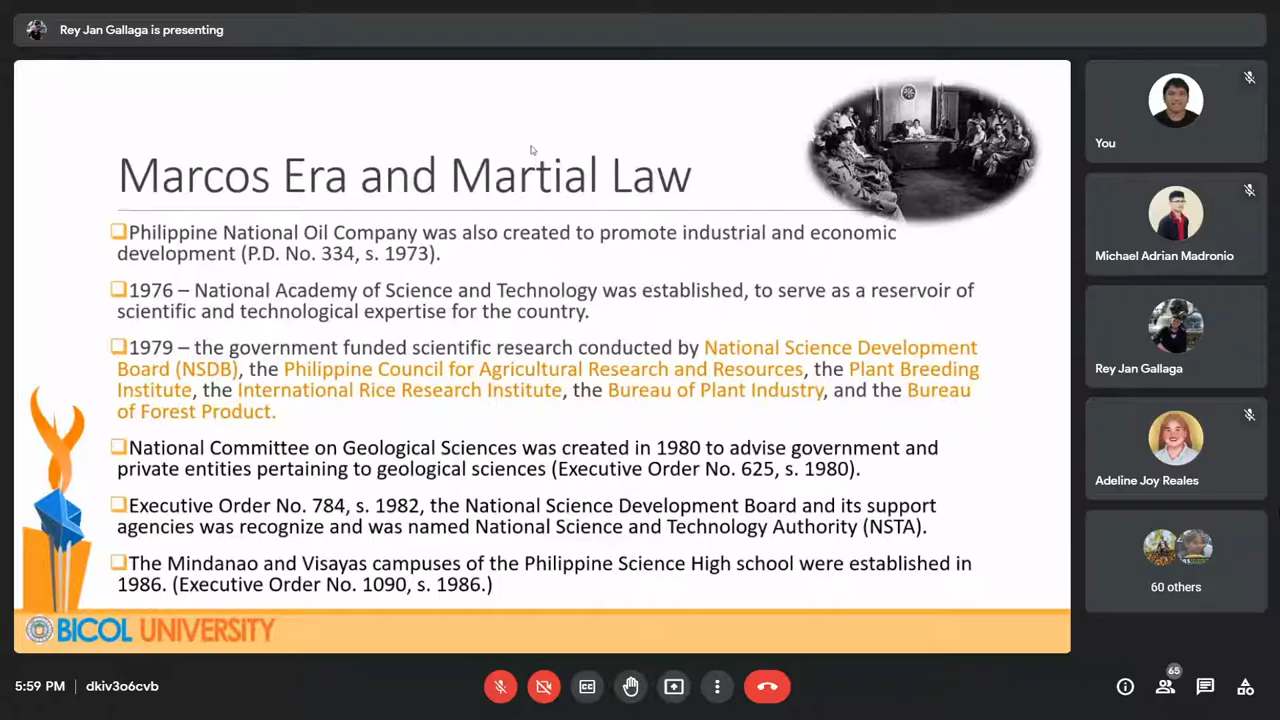 Rey Jan Gallaga is presenting
Marcos Era and Martial Law
Philippine National Oil Company was also created to promote industrial and economic
development (P.D. No. 334, s. 1973).
1976 – National Academy of Science and Technology was established, to serve as a reservoir of
scientific and technological expertise for the country.
1979 – the government funded scientific research conducted by National Science Development
Board (NSDB), the Philippine Council for Agricultural Research and Resources, the Plant Breeding
Institute, the International Rice Research Institute, the Bureau of Plant Industry, and the Bureau
of Forest Product.
National Committee on Geological Sciences was created in 1980 to advise government and
private entities pertaining to geological sciences (Executive Order No. 625, s. 1980).
Executive Order No. 784, s. 1982, the National Science Development Board and its support
agencies was recognize and was named National Science and Technology Authority (NSTA).
The Mindanao and Visayas campuses of the Philippine Science High school were established in
1986. (Executive Order No. 1090, s. 1986.)
BICOL UNIVERSITY
You
Michael Adrian Madronio
Rey Jan Gallaga
Adeline Joy Reales
60 others
5:59 PM | dkiv3o6cvb
65